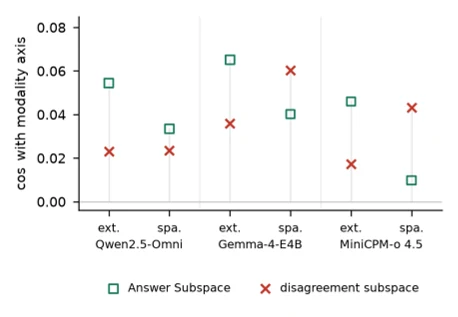 cos with modality axis
0.08
0.06
0.04
0.02
0.00
ext. spa. ext. spa. ext. spa.
Qwen2.5-Omni Gemma-4-E4B MiniCPM-o 4.5
Answer Subspace disagreement subspace